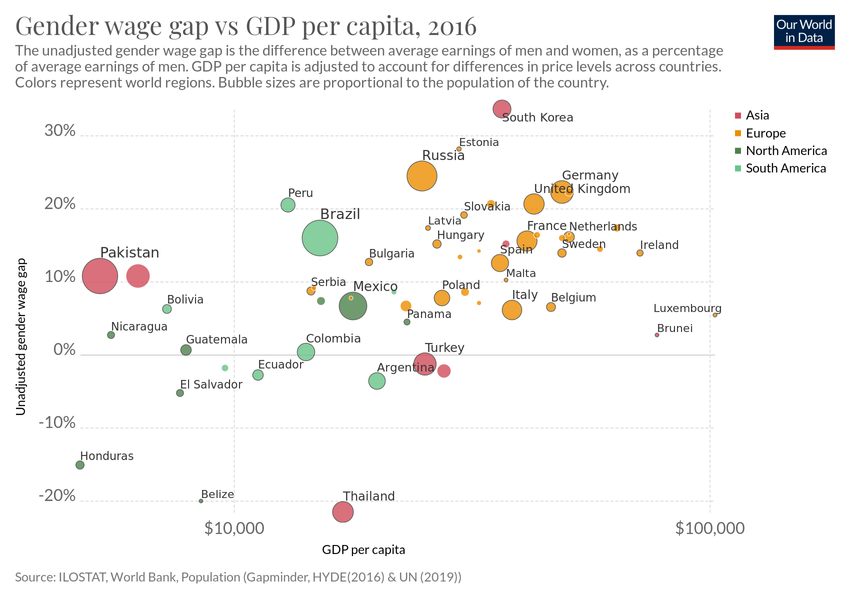 Gender wage gap vs GDP per capita, 2016
Our World
in Data
The unadjusted gender wage gap is the difference between average earnings of men and women, as a percentage
of average earnings of men. GDP per capita is adjusted to account for differences in price levels across countries.
Colors represent world regions. Bubble sizes are proportional to the population of the country.
Asia
Europe
North America
South America
Unadjusted gender wage gap
30%
20%
10%
0%
-10%
-20%
South Korea
Estonia
Russia
Germany
United Kingdom
Peru
Slovakia
Brazil
Latvia
France
Netherlands
Hungary
Sweden
Ireland
Spain
Pakistan
Bulgaria
Malta
Serbia
Mexico
Poland
Bolivia
Italy
Belgium
Luxembourg
Panama
Nicaragua
Brunei
Guatemala
Colombia
Turkey
Ecuador
Argentina
El Salvador
Honduras
Belize
Thailand
$10,000
$100,000
GDP per capita
Source: ILOSTAT, World Bank, Population (Gapminder, HYDE(2016) & UN (2019))